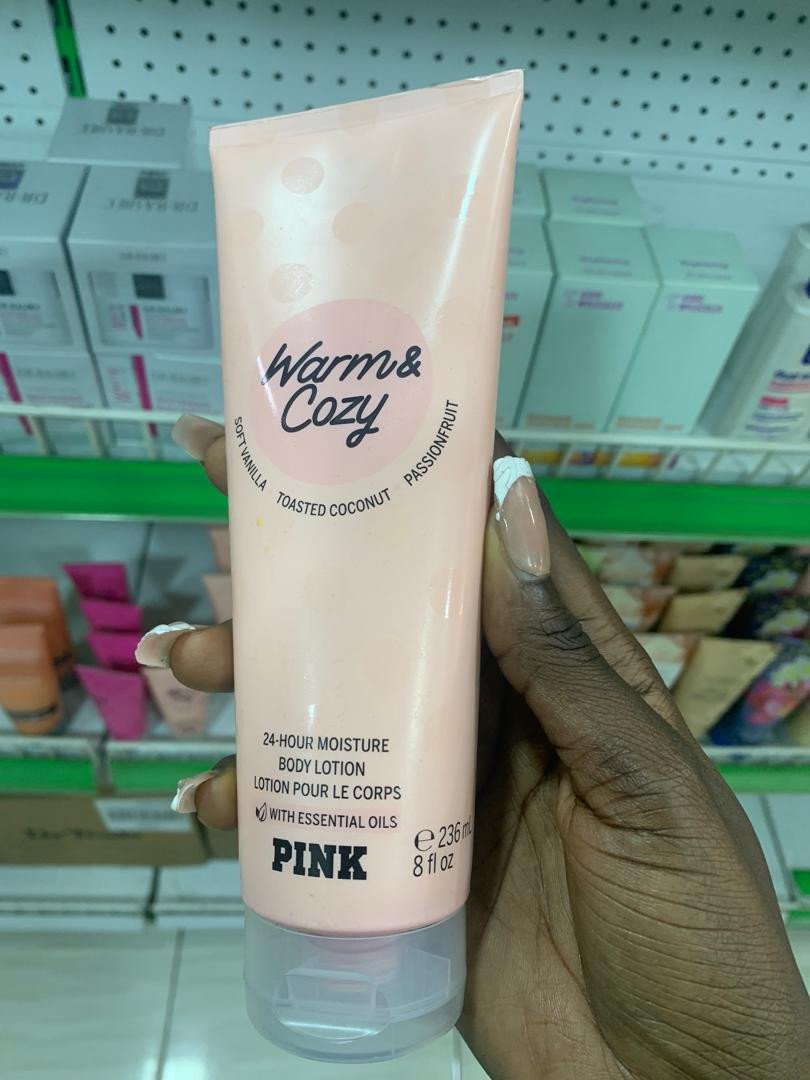 Warm &
Cozy
SOFT VANILLA TOASTED COCONUT PASSIONFRUIT
24-HOUR MOISTURE
BODY LOTION
LOTION POUR LE CORPS
WITH ESSENTIAL OILS
PINK
e 236 mL
8 fl oz